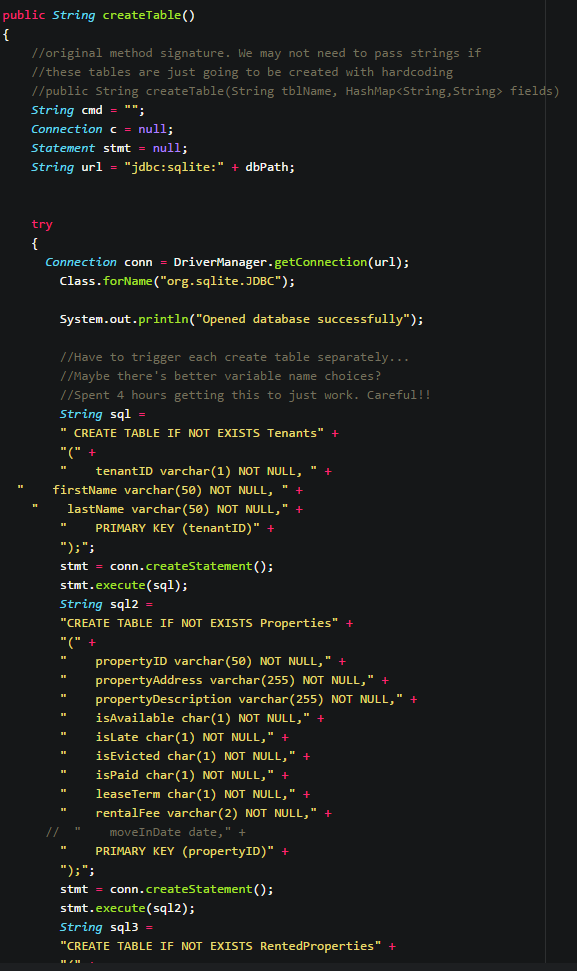 public String createTable()
{
//original method signature. We may not need to pass strings if
//these tables are just going to be created with hardcoding
//public String createTable(String tblName, HashMap<String,String> fields)
String cmd = "";
Connection c = null;
Statement stmt = null;
String url = "jdbc:sqlite:" + dbPath;
try
{
Connection conn = DriverManager.getConnection(url);
Class.forName("org.sqlite.JDBC");
System.out.println("Opened database successfully");
//Have to trigger each create table separately...
//Maybe there's better variable name choices?
//Spent 4 hours getting this to just work. Careful!!
String sql =
" CREATE TABLE IF NOT EXISTS Tenants" +
"(" +
"    tenantID varchar(1) NOT NULL, " +
"    firstName varchar(50) NOT NULL, " +
"    lastName varchar(50) NOT NULL," +
"    PRIMARY KEY (tenantID)" +
");";
stmt = conn.createStatement();
stmt.execute(sql);
String sql2 =
"CREATE TABLE IF NOT EXISTS Properties" +
"(" +
"    propertyID varchar(50) NOT NULL," +
"    propertyAddress varchar(255) NOT NULL," +
"    propertyDescription varchar(255) NOT NULL," +
"    isAvailable char(1) NOT NULL," +
"    isLate char(1) NOT NULL," +
"    isEvicted char(1) NOT NULL," +
"    isPaid char(1) NOT NULL," +
"    leaseTerm char(1) NOT NULL," +
"    rentalFee varchar(2) NOT NULL," +
//  "    moveInDate date," +
"    PRIMARY KEY (propertyID)" +
");";
stmt = conn.createStatement();
stmt.execute(sql2);
String sql3 =
"CREATE TABLE IF NOT EXISTS RentedProperties" +
"(" +